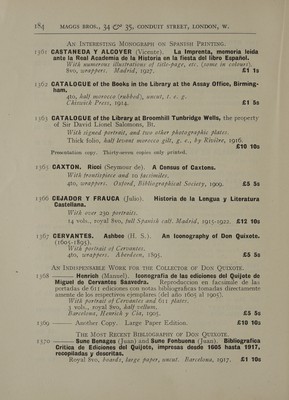 184 MAGGS BROS., 34 & 35, CONDUIT STREET, LONDON, W.
An Interesting Monograph on Spanish Printing.
1361 CASTANEDA Y ALCOVER (Vicente). La Imprenta, memoria leida
ante la Real Academia de la Historia en la fiesta del libro Español.
With numerous illustrations of title-page, etc. (some in colours).
8vo, wrappers. Madrid, 1927. £1 1s
1362 CATALOGUE of the Books in the Library at the Assay Office, Birming-
ham.
4to, half morocco (rubbed), uncut, t. e. g.
Chiswick Press, 1914. £1 5s
1363 CATALOGUE of the Library at Broomhill Tunbridge Wells, the property
of Sir David Lionel Salomons, Bt.
With signed portrait, and two other photographic plates.
Thick folio, half levant morocco gilt, g. e., by Rivière, 1916.
£10 10s
Presentation copy. Thirty-seven copies only printed.
1365 CAXTON. Ricci (Seymour de). A Census of Caxtons.
With frontispiece and 10 facsimiles.
4to, wrappers. Oxford, Bibliographical Society, 1909. £5 5s
1366 CEJADOR Y FRAUCA (Julio). Historia de la Lengua y Literatura
Castellana.
With over 250 portraits.
14 vols., royal 8vo, full Spanish calf. Madrid, 1915-1922. £12 10s
1367 CERVANTES. Ashbee (H. S.). An Iconography of Don Quixote.
(1605-1895).
With portrait of Cervantes.
4to, wrappers. Aberdeen, 1895. £5 5s
An Indispensable Work for the Collector of Don Quixote.
1368 ——— Henrich (Manuel). Iconografía de las ediciones del Quijote de
Miguel de Cervantes Saavedra. Reproduccion en facsimile de las
portadas de 611 ediciones con notas bibliograficas tomadas directamente
amente de los respectivos ejemplares (del año 1605 al 1905).
With portrait of Cervantes and 611 plates.
3 vols., royal 8vo, half vellum.
Barcelona, Henrich y Cia, 1905. £5 5s
1369 ——— Another Copy. Large Paper Edition. £10 10s
The Most Recent Bibliography of Don Quixote.
1370 ——— Sune Benages (Juan) and Sune Fonbuena (Juan). Bibliografica
Critica de Ediciones del Quijote, impresas desde 1605 hasta 1917,
recopiladas y descritas.
Royal 8vo, boards, large paper, uncut. Barcelona, 1917. £1 10s